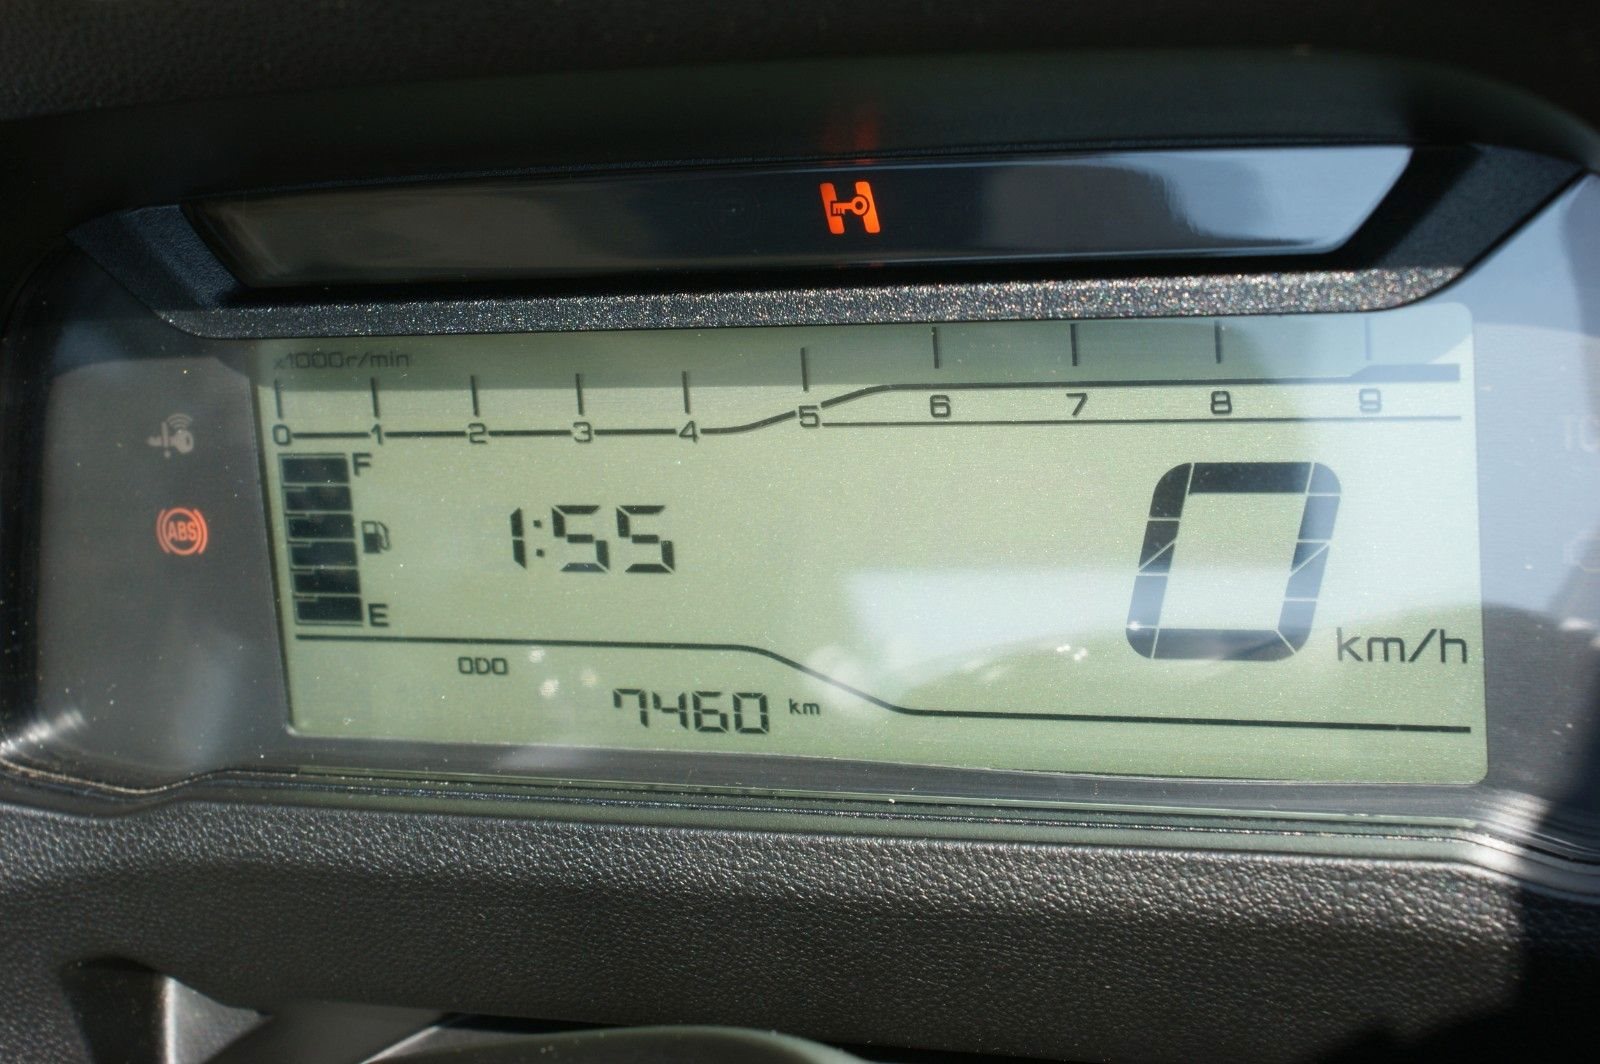 x1000r/min
0 1 2 3 4 5 6 7 8 9
F
ABS
1:55
0
E
km/h
ODO
7460 km